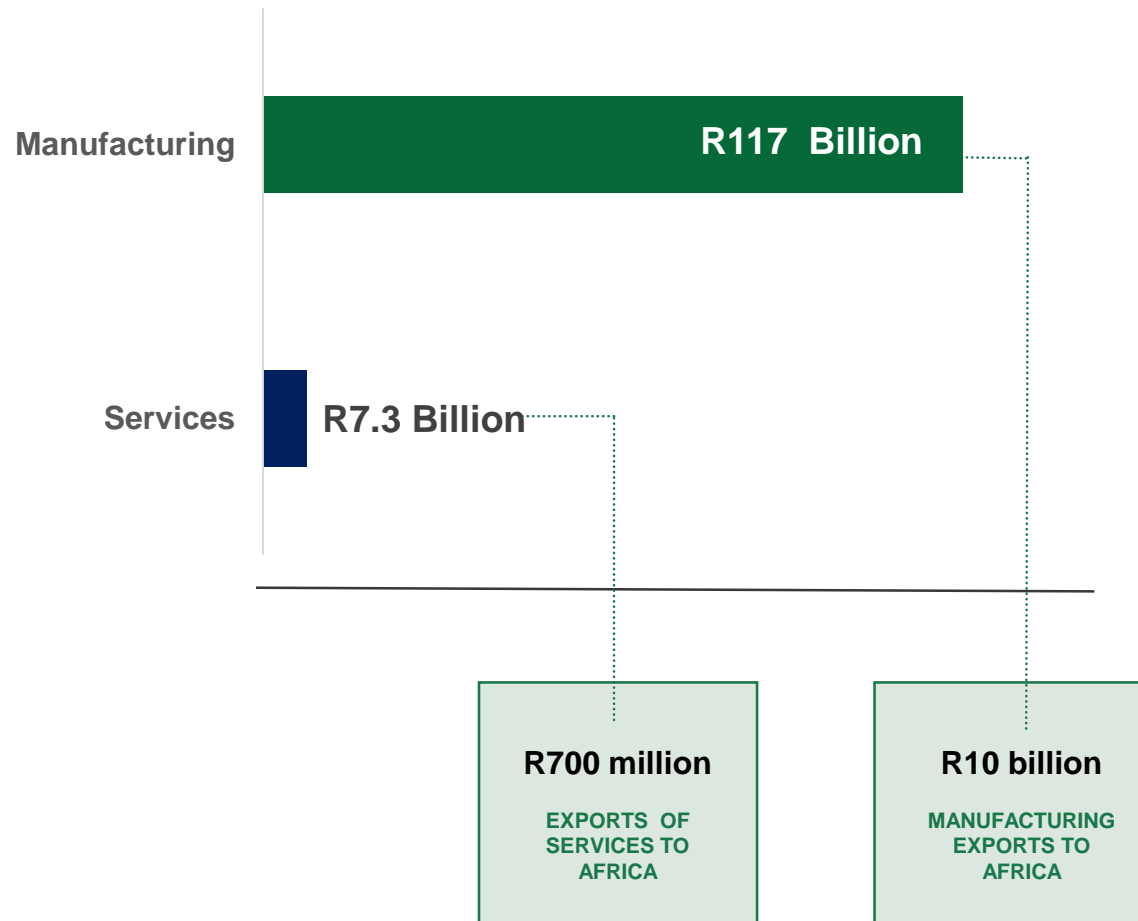 Manufacturing
R117 Billion
Services
R7.3 Billion
R700 million
EXPORTS OF
SERVICES TO
AFRICA
R10 billion
MANUFACTURING
EXPORTS TO
AFRICA